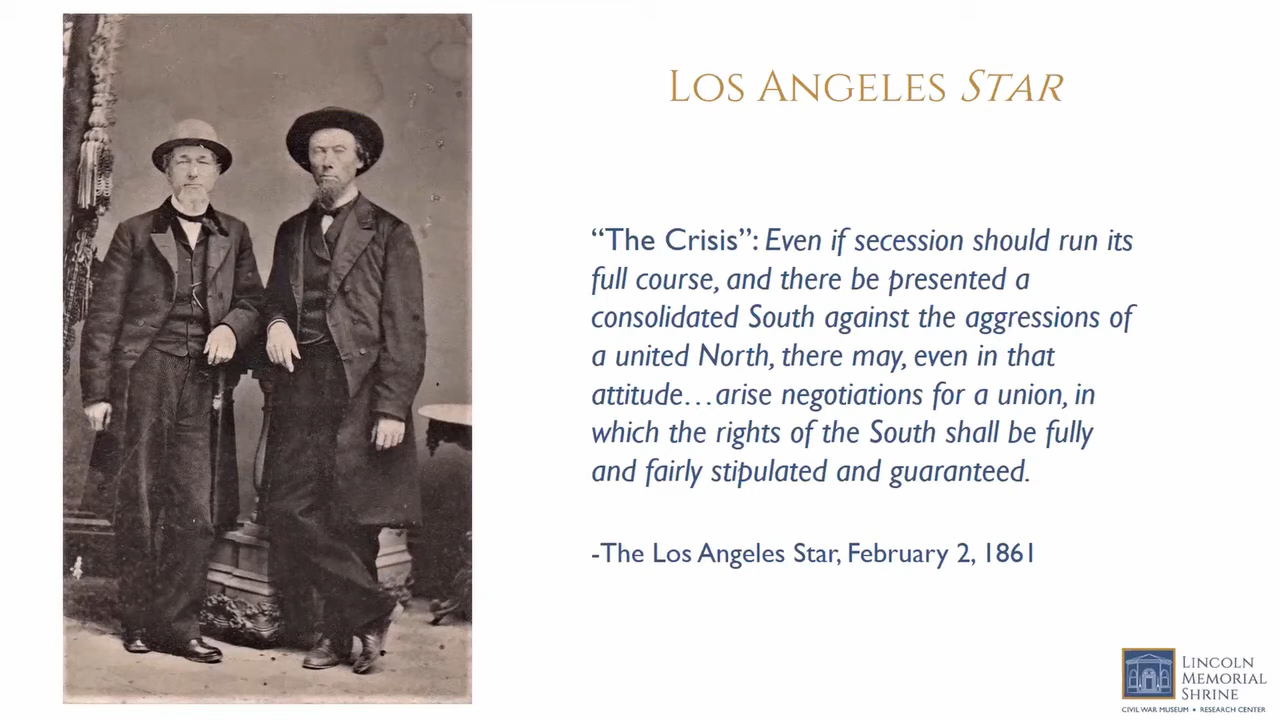 LOS ANGELES STAR
“The Crisis”: Even if secession should run its
full course, and there be presented a
consolidated South against the aggressions of
a united North, there may, even in that
attitude…arise negotiations for a union, in
which the rights of the South shall be fully
and fairly stipulated and guaranteed.
-The Los Angeles Star, February 2, 1861
LINCOLN
MEMORIAL
SHRINE
CIVIL WAR MUSEUM • RESEARCH CENTER